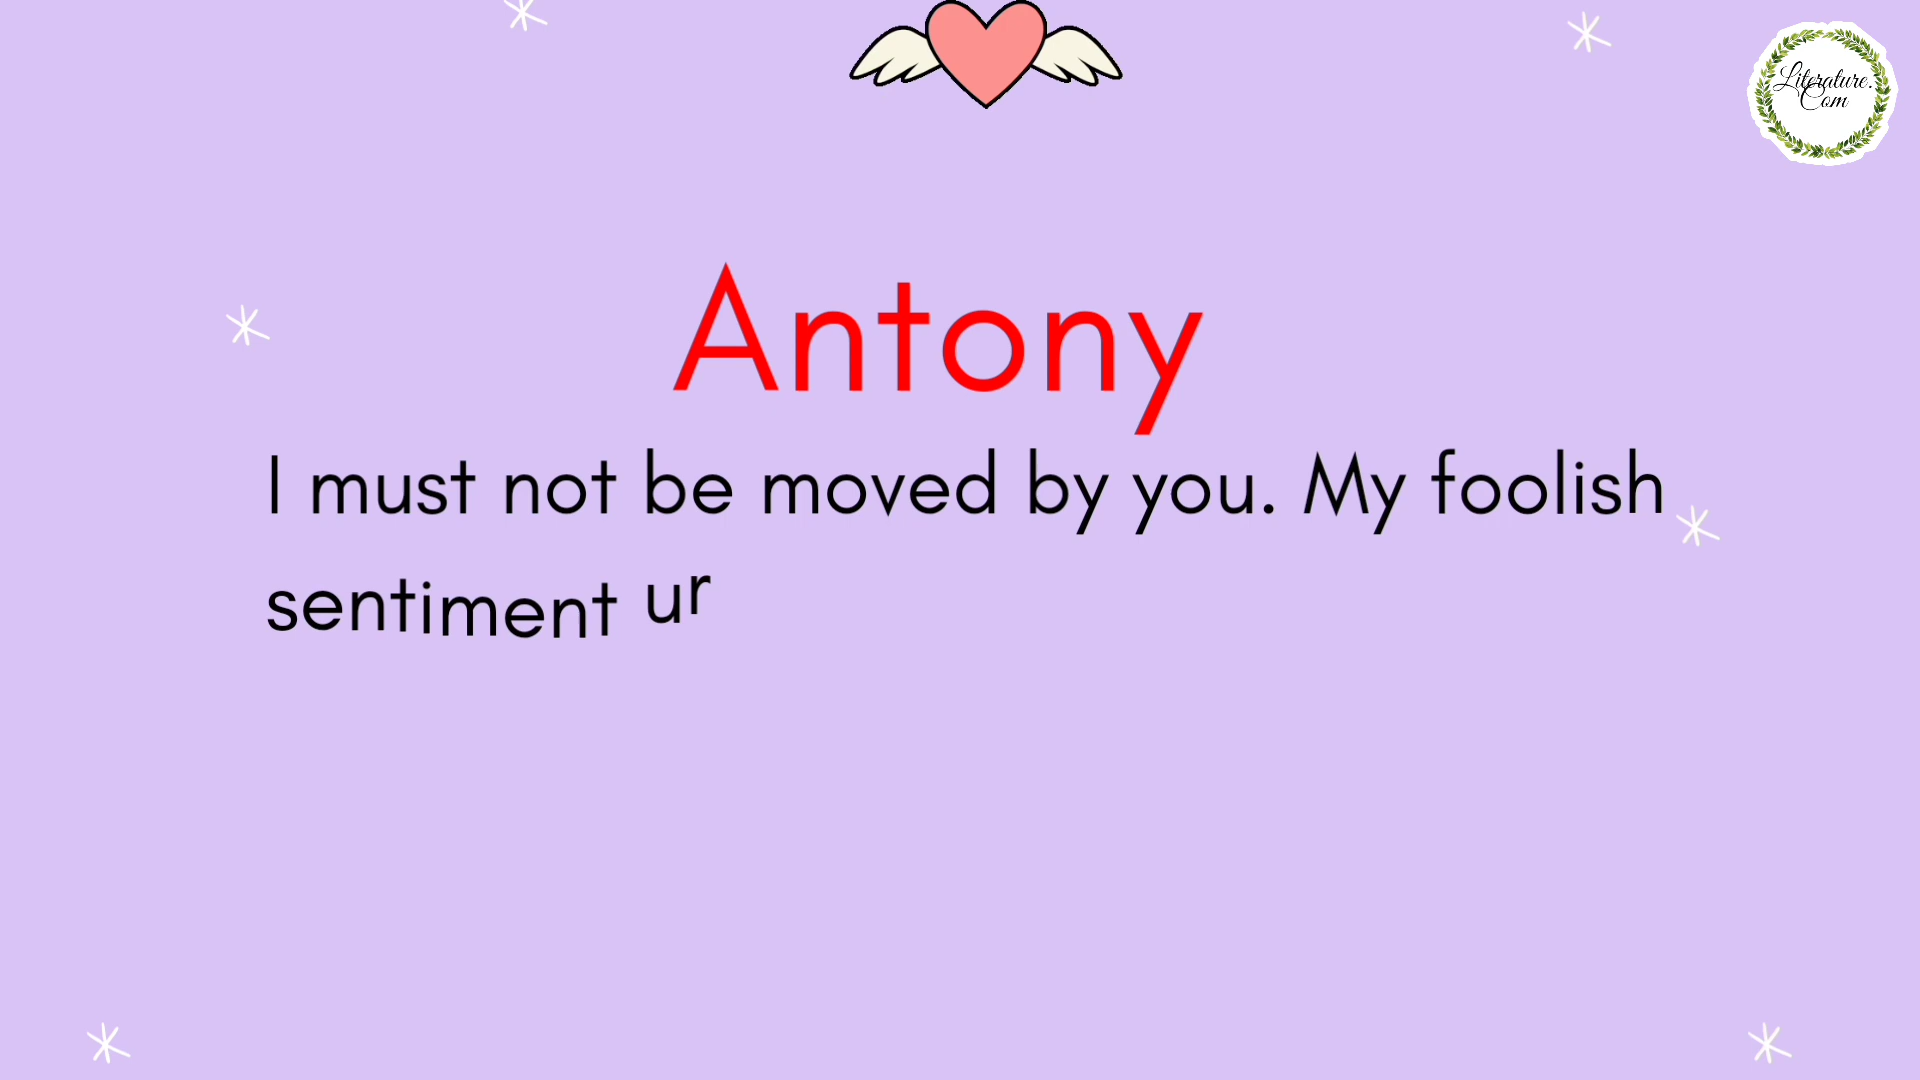 Literature.
Com
Antony
I must not be moved by you. My foolish
sentiment ur